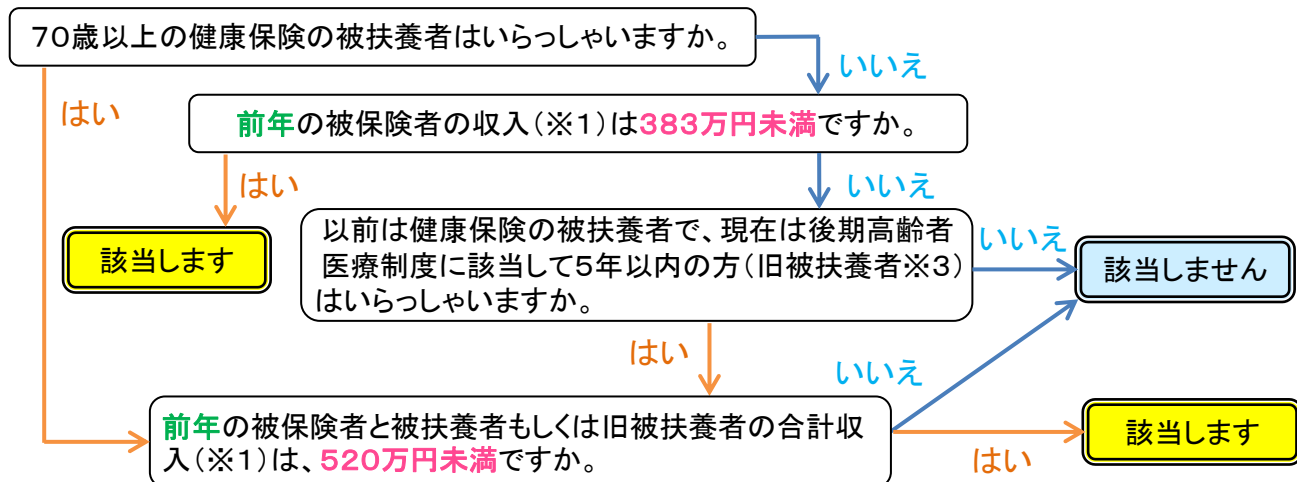 70歳以上の健康保険の被扶養者はいらっしゃいますか。
いいえ
はい
前年の被保険者の収入(※1)は383万円未満ですか。
はい
いいえ
該当します
以前は健康保険の被扶養者で、現在は後期高齢者
医療制度に該当して5年以内の方(旧被扶養者※3)
はいらっしゃいますか。
いいえ
該当しません
はい
いいえ
前年の被保険者と被扶養者もしくは旧被扶養者の合計収
入(※1)は、520万円未満ですか。
はい
該当します